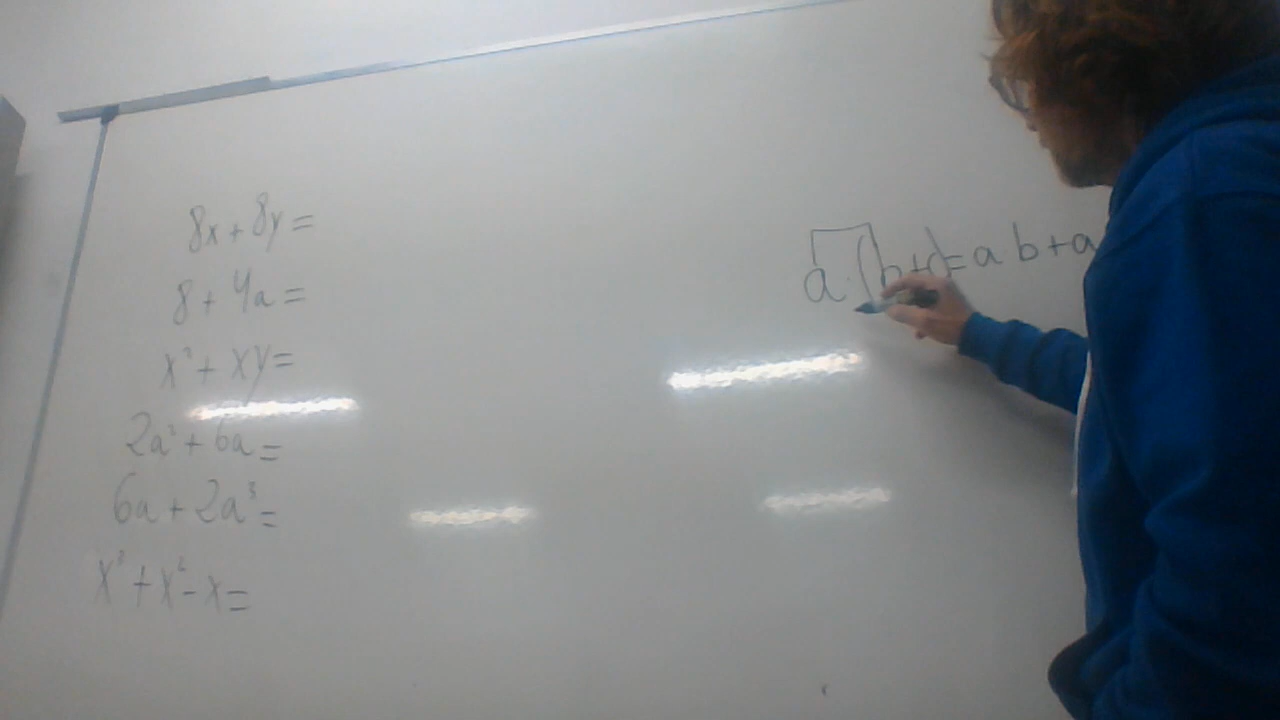 8x + 8y =
8 + 4a =
x² + xy =
2a² + 6a =
6a + 2a³ =
x³ + x² - x =
a · (b + c) = a b + a